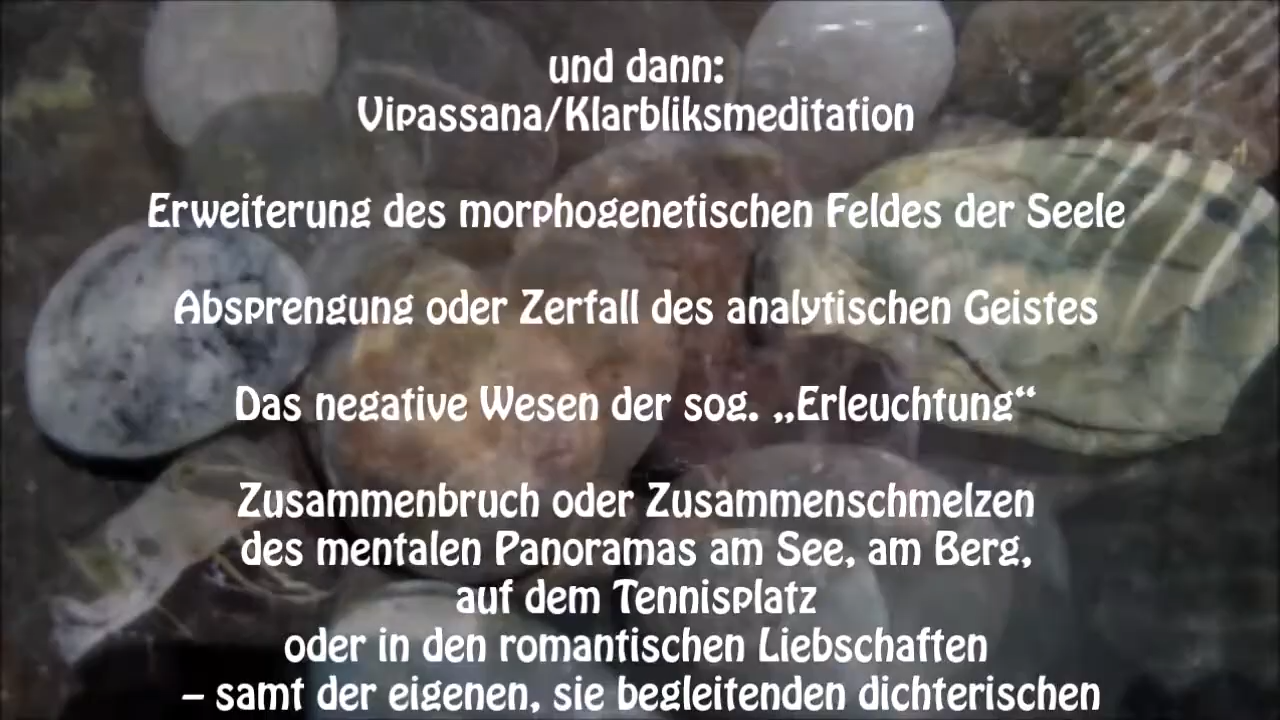 und dann:
Vipassana/Klarbliksmeditation
Erweiterung des morphogenetischen Feldes der Seele
Absprengung oder Zerfall des analytischen Geistes
Das negative Wesen der sog. „Erleuchtung“
Zusammenbruch oder Zusammenschmelzen
des mentalen Panoramas am See, am Berg,
auf dem Tennisplatz
oder in den romantischen Liebschaften
– samt der eigenen, sie begleitenden dichterischen